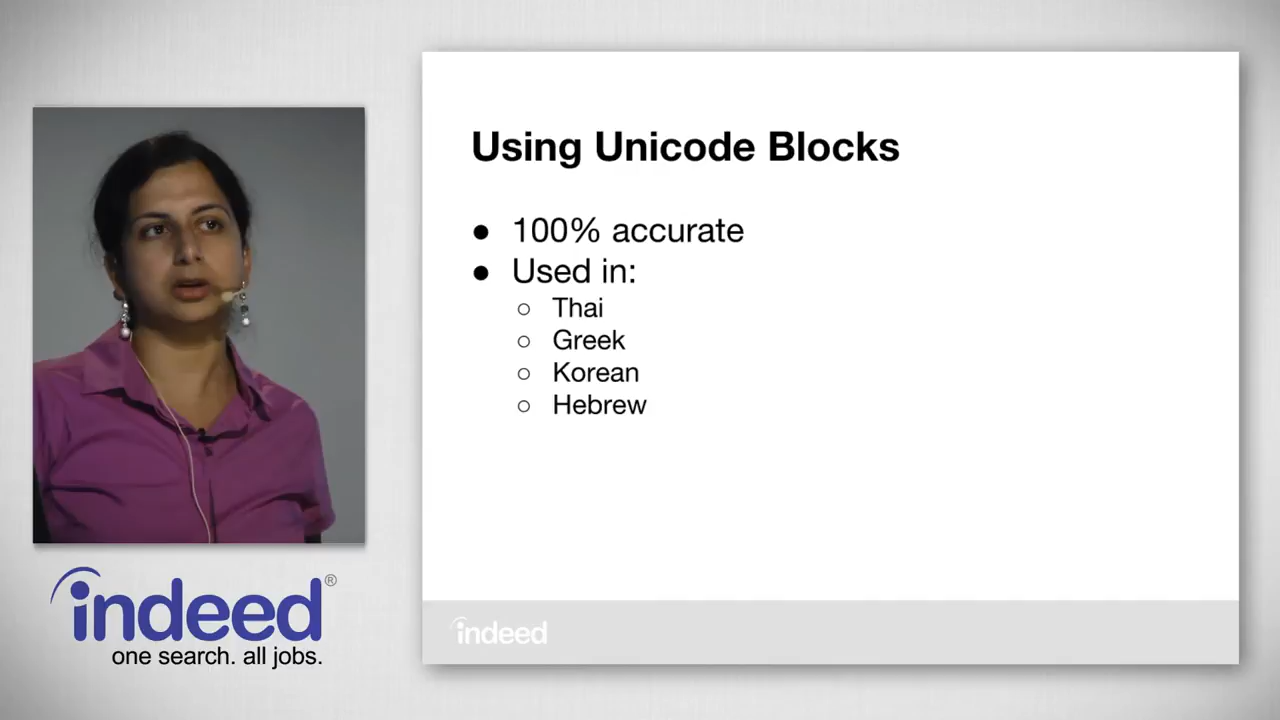 Using Unicode Blocks
● 100% accurate
● Used in:
○ Thai
○ Greek
○ Korean
○ Hebrew
indeed
indeed®
one search. all jobs.